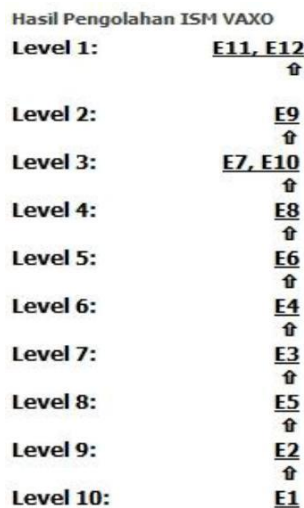 Hasil Pengolahan ISM VAXO
Level 1: E11, E12
⇧
Level 2: E9
⇧
Level 3: E7, E10
⇧
Level 4: E8
⇧
Level 5: E6
⇧
Level 6: E4
⇧
Level 7: E3
⇧
Level 8: E5
⇧
Level 9: E2
⇧
Level 10: E1